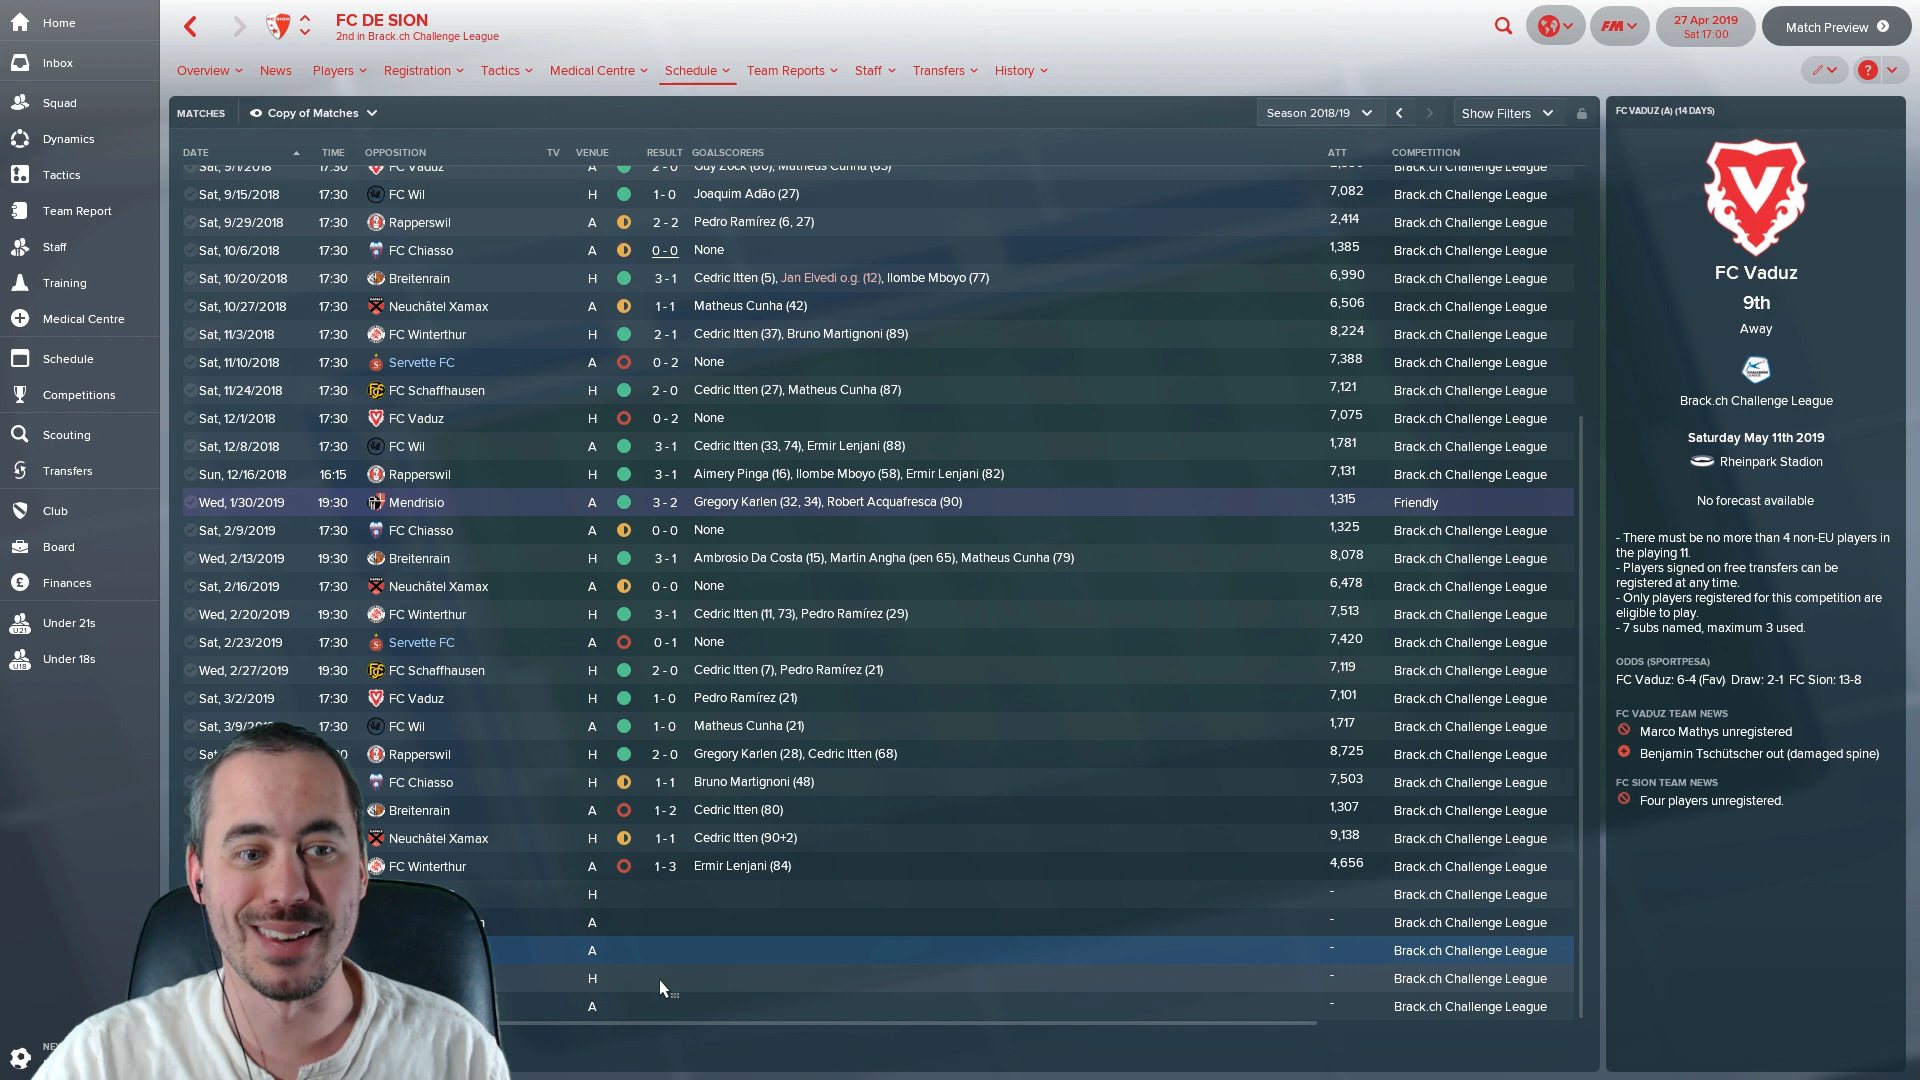 Home
Inbox
Squad
Dynamics
Tactics
Team Report
Staff
Training
Medical Centre
Schedule
Competitions
Scouting
Transfers
Club
Board
Finances
Under 21s
Under 18s
FC DE SION
2nd in Brack.ch Challenge League
FM
27 Apr 2019
Sat 17:00
Match Preview
Overview News Players Registration Tactics Medical Centre Schedule Team Reports Staff Transfers History
MATCHES Copy of Matches Season 2018/19 Show Filters
DATE TIME OPPOSITION TV VENUE RESULT GOALSCORERS ATT COMPETITION
Sat, 9/1/2018 17:30 FC Vaduz A 2-0 Guy Zock (60), Matheus Cunha (83) Brack.ch Challenge League
Sat, 9/15/2018 17:30 FC Wil H 1-0 Joaquim Adão (27) 7,082 Brack.ch Challenge League
Sat, 9/29/2018 17:30 Rapperswil A 2-2 Pedro Ramírez (6, 27) 2,414 Brack.ch Challenge League
Sat, 10/6/2018 17:30 FC Chiasso A 0-0 None 1,385 Brack.ch Challenge League
Sat, 10/20/2018 17:30 Breitenrain H 3-1 Cedric Itten (5), Jan Elvedi o.g. (12), Ilombe Mboyo (77) 6,990 Brack.ch Challenge League
Sat, 10/27/2018 17:30 Neuchâtel Xamax A 1-1 Matheus Cunha (42) 6,506 Brack.ch Challenge League
Sat, 11/3/2018 17:30 FC Winterthur H 2-1 Cedric Itten (37), Bruno Martignoni (89) 8,224 Brack.ch Challenge League
Sat, 11/10/2018 17:30 Servette FC A 0-2 None 7,388 Brack.ch Challenge League
Sat, 11/24/2018 17:30 FC Schaffhausen H 2-0 Cedric Itten (27), Matheus Cunha (87) 7,121 Brack.ch Challenge League
Sat, 12/1/2018 17:30 FC Vaduz H 0-2 None 7,075 Brack.ch Challenge League
Sat, 12/8/2018 17:30 FC Wil A 3-1 Cedric Itten (33, 74), Ermir Lenjani (88) 1,781 Brack.ch Challenge League
Sun, 12/16/2018 16:15 Rapperswil H 3-1 Aimery Pinga (16), Ilombe Mboyo (58), Ermir Lenjani (82) 7,131 Brack.ch Challenge League
Wed, 1/30/2019 19:30 Mendrisio A 3-2 Gregory Karlen (32, 34), Robert Acquafresca (90) 1,315 Friendly
Sat, 2/9/2019 17:30 FC Chiasso A 0-0 None 1,325 Brack.ch Challenge League
Wed, 2/13/2019 19:30 Breitenrain H 3-1 Ambrosio Da Costa (15), Martin Angha (pen 65), Matheus Cunha (79) 8,078 Brack.ch Challenge League
Sat, 2/16/2019 17:30 Neuchâtel Xamax A 0-0 None 6,478 Brack.ch Challenge League
Wed, 2/20/2019 19:30 FC Winterthur H 3-1 Cedric Itten (11, 73), Pedro Ramírez (29) 7,513 Brack.ch Challenge League
Sat, 2/23/2019 17:30 Servette FC A 0-1 None 7,420 Brack.ch Challenge League
Wed, 2/27/2019 19:30 FC Schaffhausen H 2-0 Cedric Itten (7), Pedro Ramírez (21) 7,119 Brack.ch Challenge League
Sat, 3/2/2019 17:30 FC Vaduz H 1-0 Pedro Ramírez (21) 7,101 Brack.ch Challenge League
Sat, 3/9/ 17:30 FC Wil A 1-0 Matheus Cunha (21) 1,717 Brack.ch Challenge League
Sat Rapperswil H 2-0 Gregory Karlen (28), Cedric Itten (68) 8,725 Brack.ch Challenge League
FC Chiasso H 1-1 Bruno Martignoni (48) 7,503 Brack.ch Challenge League
Breitenrain A 1-2 Cedric Itten (80) 1,307 Brack.ch Challenge League
Neuchâtel Xamax H 1-1 Cedric Itten (90+2) 9,138 Brack.ch Challenge League
FC Winterthur A 1-3 Ermir Lenjani (84) 4,656 Brack.ch Challenge League
H - Brack.ch Challenge League
A - Brack.ch Challenge League
A - Brack.ch Challenge League
H - Brack.ch Challenge League
A - Brack.ch Challenge League
FC VADUZ (A) (14 DAYS)
FC Vaduz
9th
Away
Brack.ch Challenge League
Saturday May 11th 2019
Rheinpark Stadion
No forecast available
- There must be no more than 4 non-EU players in
the playing 11.
- Players signed on free transfers can be
registered at any time.
- Only players registered for this competition are
eligible to play.
- 7 subs named, maximum 3 used.
ODDS (SPORTPESA)
FC Vaduz: 6-4 (Fav) Draw: 2-1 FC Sion: 13-8
FC VADUZ TEAM NEWS
Marco Mathys unregistered
Benjamin Tschütscher out (damaged spine)
FC SION TEAM NEWS
Four players unregistered.